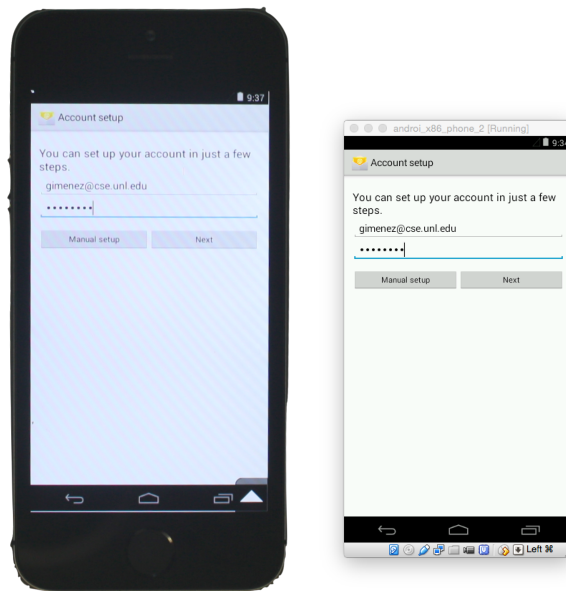 9:37
Account setup
You can set up your account in just a few
steps.
gimenez@cse.unl.edu
••••••••
Manual setup
Next
androi_x86_phone_2 [Running]
9:34
Account setup
You can set up your account in just a few
steps.
gimenez@cse.unl.edu
••••••••
Manual setup
Next
Left ⌘